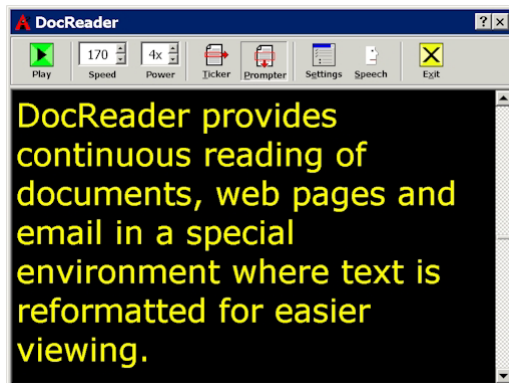 DocReader
? ×
170 4x
Play Speed Power Ticker Prompter Settings Speech Exit
DocReader provides
continuous reading of
documents, web pages and
email in a special
environment where text is
reformatted for easier
viewing.